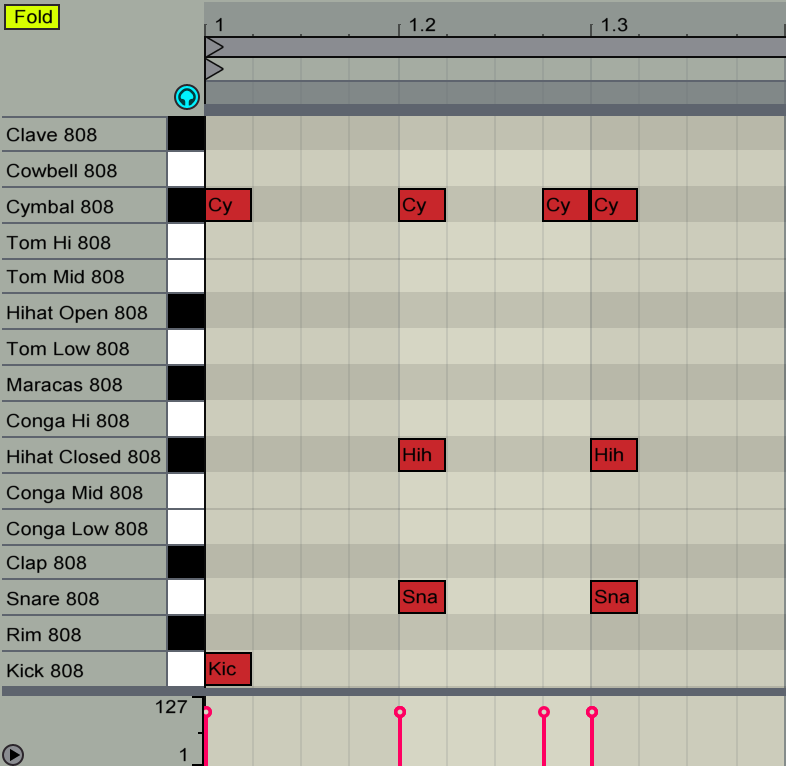 Fold
1 1.2 1.3
Clave 808
Cowbell 808
Cymbal 808 Cy Cy Cy Cy
Tom Hi 808
Tom Mid 808
Hihat Open 808
Tom Low 808
Maracas 808
Conga Hi 808
Hihat Closed 808 Hih Hih
Conga Mid 808
Conga Low 808
Clap 808
Snare 808 Sna Sna
Rim 808
Kick 808 Kic
127
1